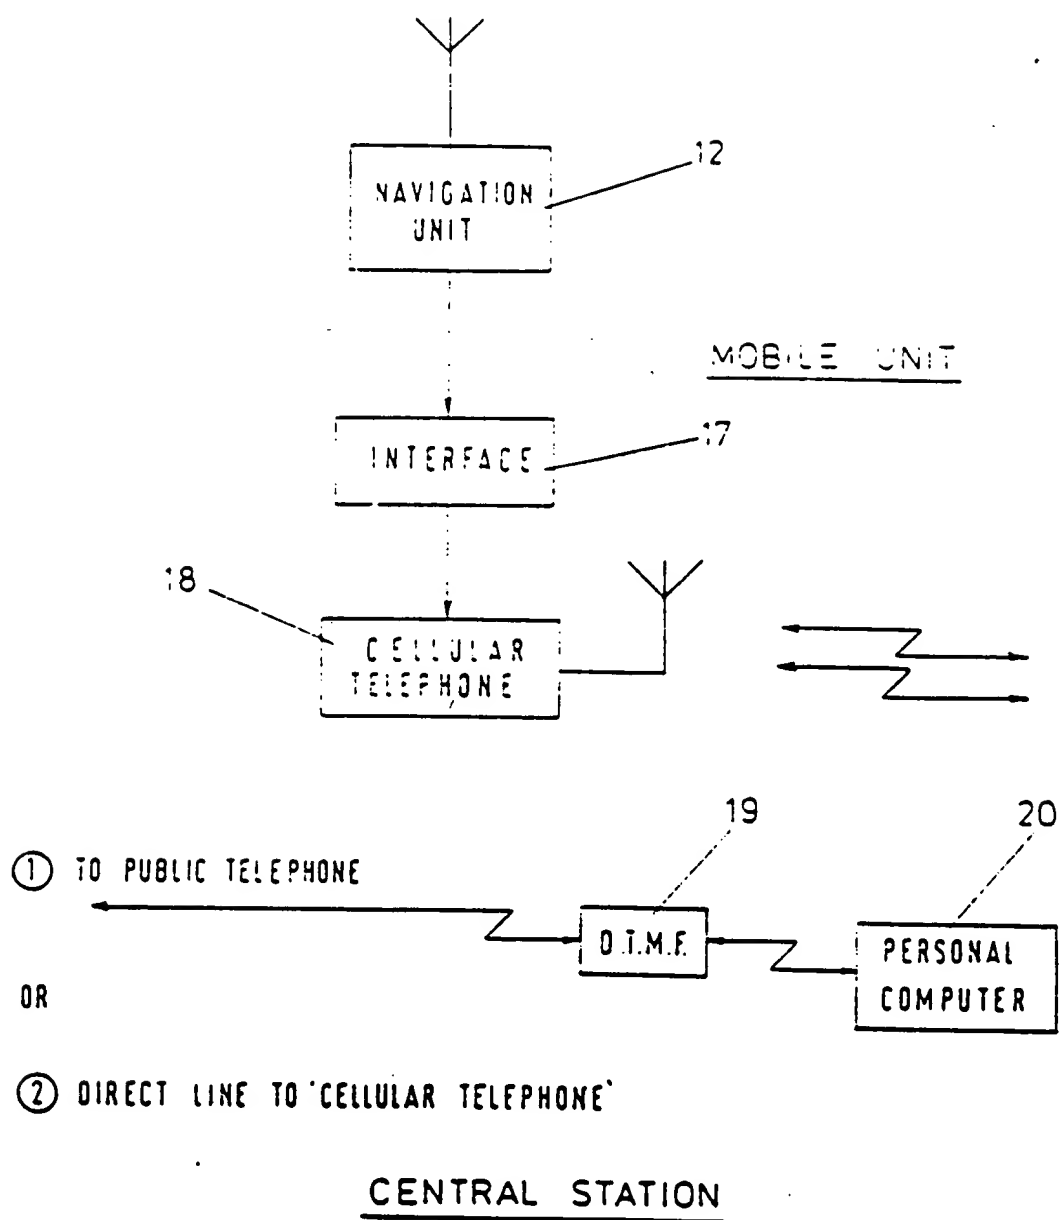 12
NAVIGATION
UNIT
MOBILE UNIT
17
INTERFACE
18
CELLULAR
TELEPHONE
19
20
① TO PUBLIC TELEPHONE
D.T.M.F.
PERSONAL
COMPUTER
OR
② DIRECT LINE TO 'CELLULAR TELEPHONE'
CENTRAL STATION